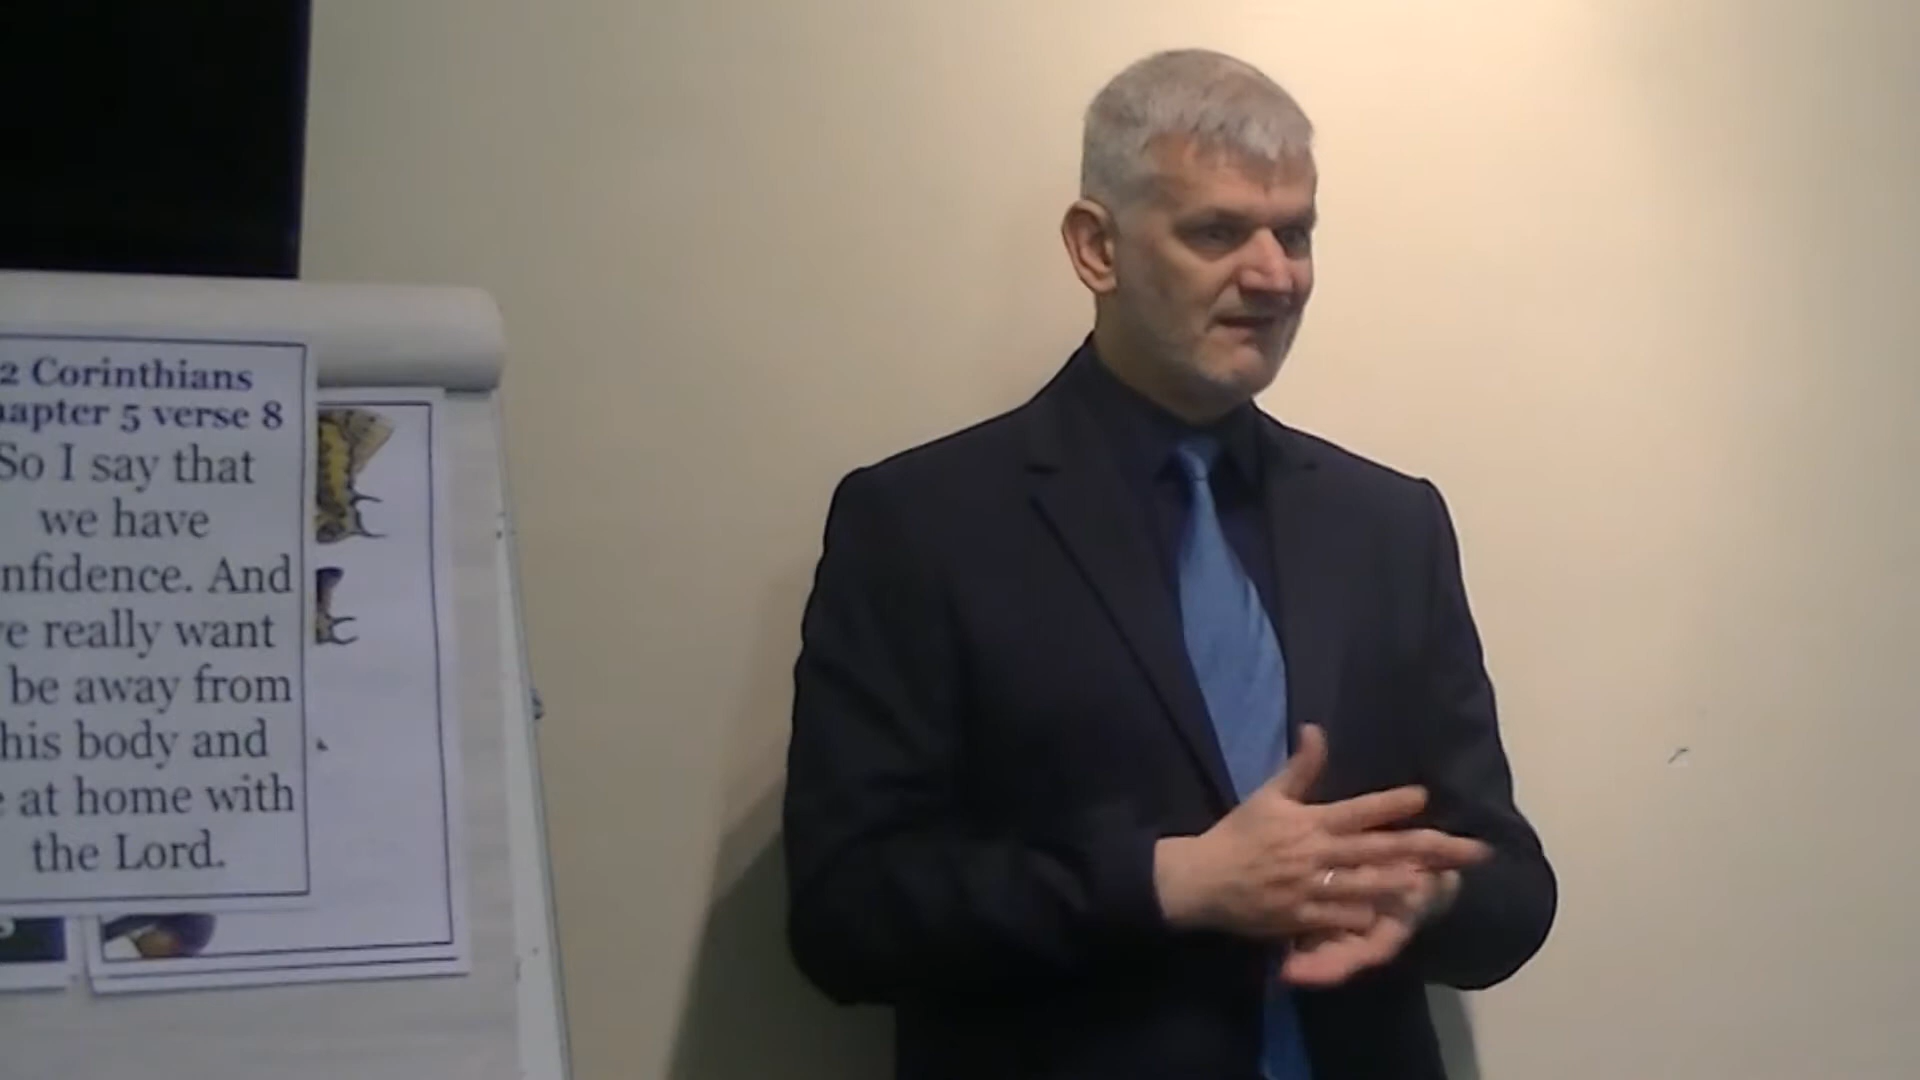 2 Corinthians
hapter 5 verse 8
So I say that
we have
nfidence. And
e really want
be away from
his body and
e at home with
the Lord.
s